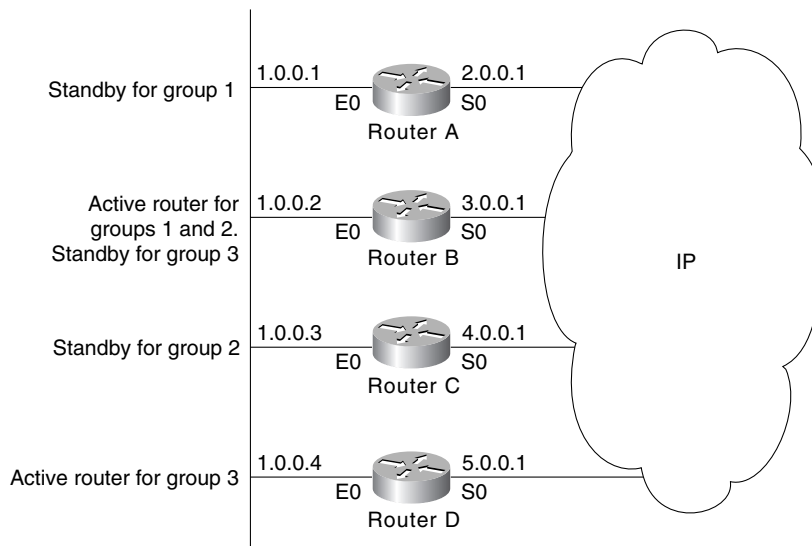 1.0.0.1
2.0.0.1
Standby for group 1
E0
S0
Router A
Active router for
groups 1 and 2.
Standby for group 3
1.0.0.2
3.0.0.1
E0
S0
Router B
IP
1.0.0.3
4.0.0.1
Standby for group 2
E0
S0
Router C
1.0.0.4
5.0.0.1
Active router for group 3
E0
S0
Router D